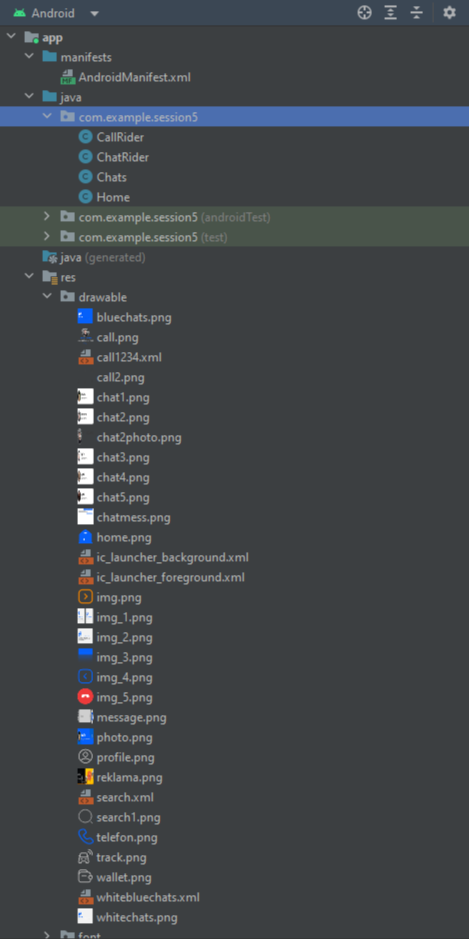 Android
app
manifests
AndroidManifest.xml
java
com.example.session5
CallRider
ChatRider
Chats
Home
com.example.session5 (androidTest)
com.example.session5 (test)
java (generated)
res
drawable
bluechats.png
call.png
call1234.xml
call2.png
chat1.png
chat2.png
chat2photo.png
chat3.png
chat4.png
chat5.png
chatmess.png
home.png
ic_launcher_background.xml
ic_launcher_foreground.xml
img.png
img_1.png
img_2.png
img_3.png
img_4.png
img_5.png
message.png
photo.png
profile.png
reklama.png
search.xml
search1.png
telefon.png
track.png
wallet.png
whitebluechats.xml
whitechats.png
font